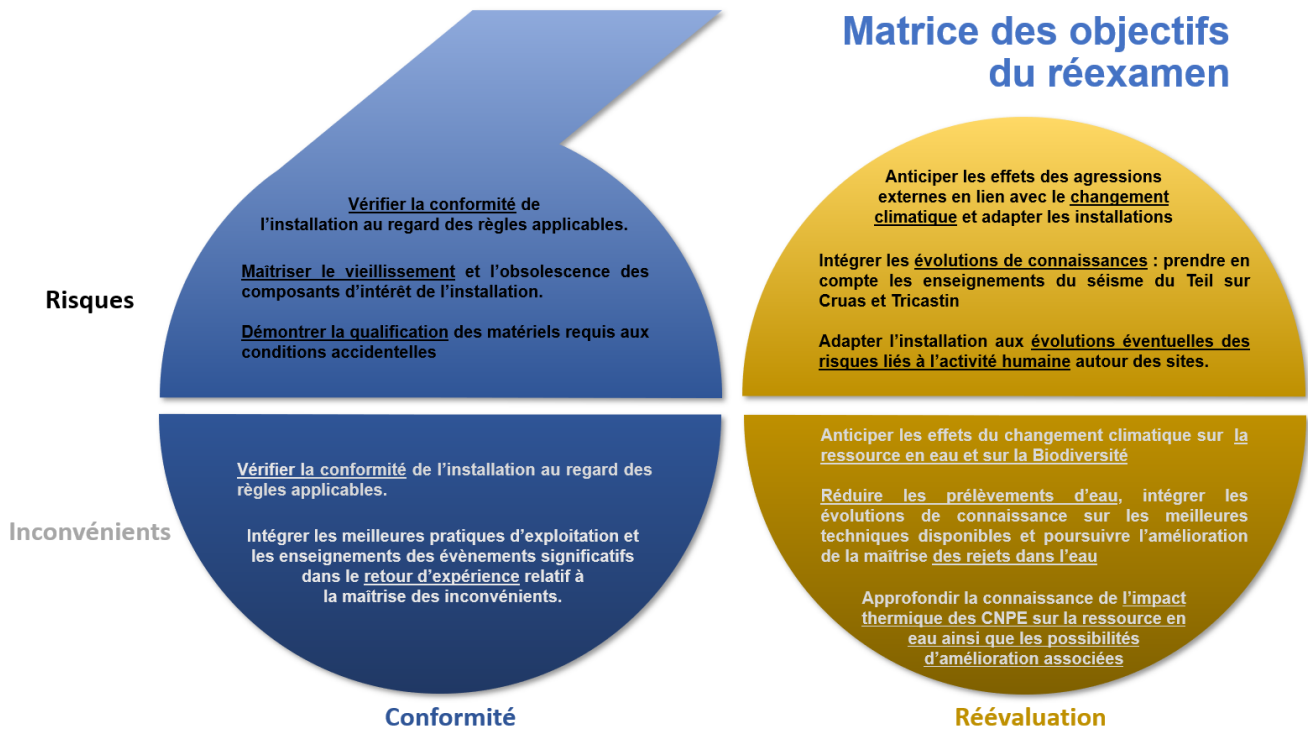 Matrice des objectifs
du réexamen
Risques
Vérifier la conformité de
l’installation au regard des règles applicables.
Maîtriser le vieillissement et l’obsolescence des
composants d’intérêt de l’installation.
Démontrer la qualification des matériels requis aux
conditions accidentelles
Anticiper les effets des agressions
externes en lien avec le changement
climatique et adapter les installations
Intégrer les évolutions de connaissances : prendre en
compte les enseignements du séisme du Teil sur
Cruas et Tricastin
Adapter l’installation aux évolutions éventuelles des
risques liés à l’activité humaine autour des sites.
Inconvénients
Vérifier la conformité de l’installation au regard des
règles applicables.
Intégrer les meilleures pratiques d’exploitation et
les enseignements des évènements significatifs
dans le retour d’expérience relatif à
la maîtrise des inconvénients.
Anticiper les effets du changement climatique sur la
ressource en eau et sur la Biodiversité
Réduire les prélèvements d’eau, intégrer les
évolutions de connaissance sur les meilleures
techniques disponibles et poursuivre l’amélioration
de la maîtrise des rejets dans l’eau
Approfondir la connaissance de l’impact
thermique des CNPE sur la ressource en
eau ainsi que les possibilités
d’amélioration associées
Conformité
Réévaluation